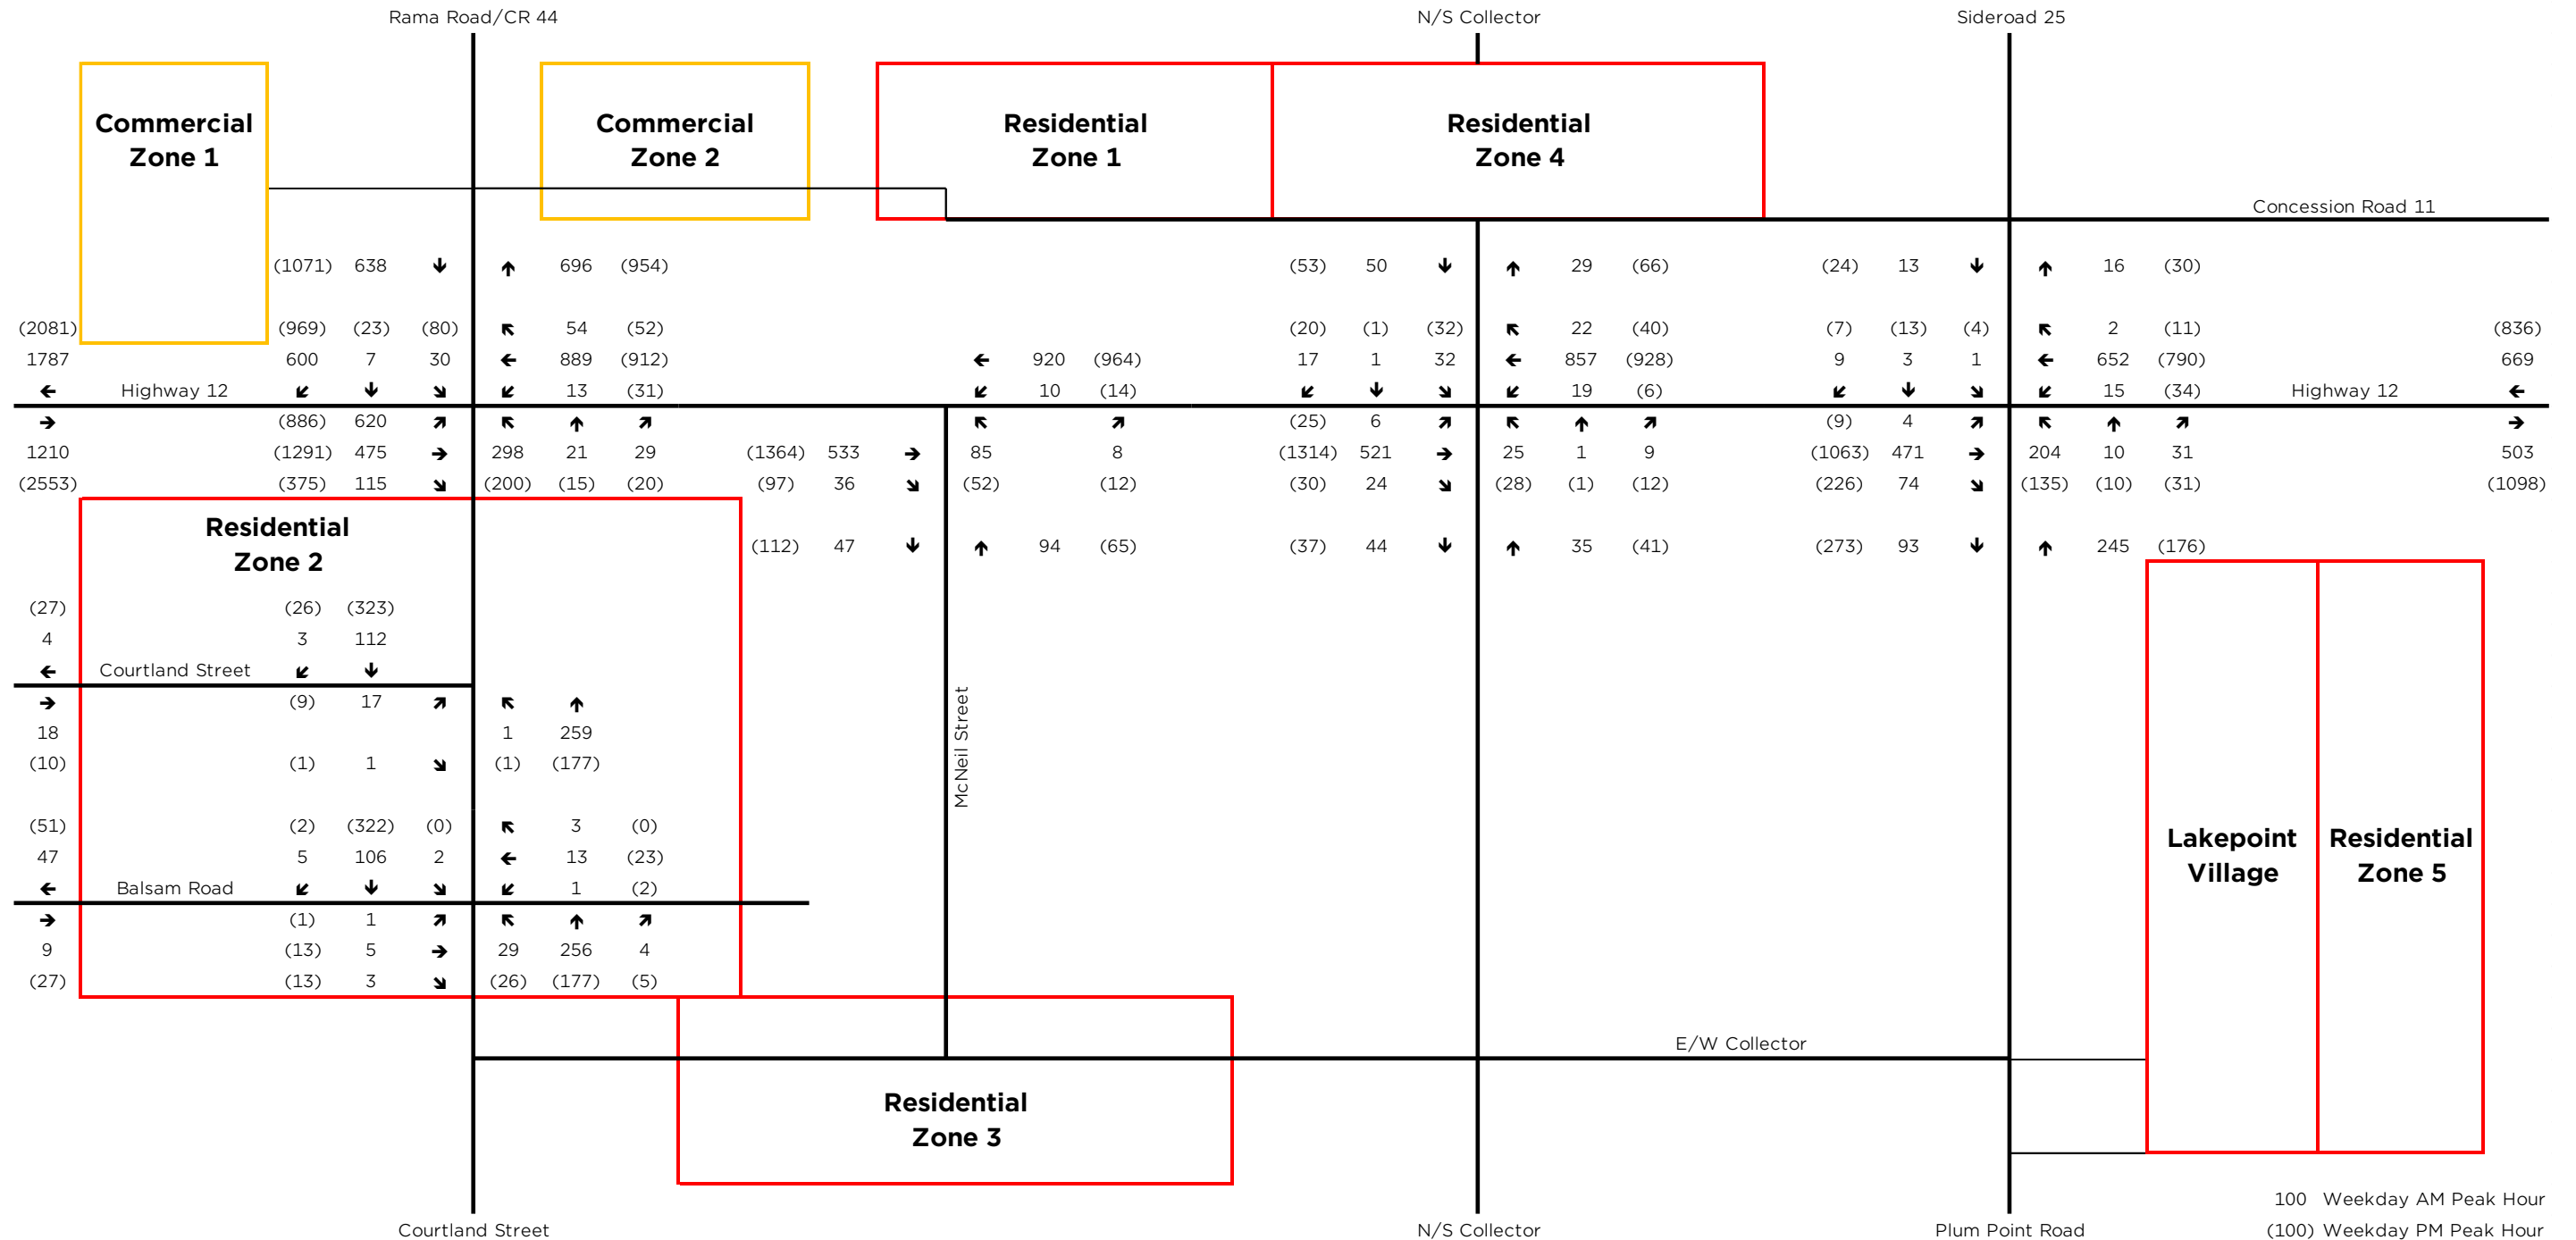 Rama Road/CR 44 N/S Collector Sideroad 25
Commercial Commercial Residential Residential
Zone 1 Zone 2 Zone 1 Zone 4
Concession Road 11
(1071) 638 ↓ ↑ 696 (954) (53) 50 ↓ ↑ 29 (66) (24) 13 ↓ ↑ 16 (30)
(2081) (969) (23) (80) ↖ 54 (52) (20) (1) (32) ↖ 22 (40) (7) (13) (4) ↖ 2 (11) (836)
1787 600 7 30 ← 889 (912) ← 920 (964) 17 1 32 ← 857 (928) 9 3 1 ← 652 (790) 669
← Highway 12 ↙ ↓ ↘ ↙ 13 (31) ↙ 10 (14) ↙ ↓ ↘ ↙ 19 (6) ↙ ↓ ↘ ↙ 15 (34) Highway 12 ←
→ (886) 620 ↗ ↖ ↑ ↗ ↖ ↗ (25) 6 ↗ ↖ ↑ ↗ (9) 4 ↗ ↖ ↑ ↗ →
1210 (1291) 475 → 298 21 29 (1364) 533 → 85 8 (1314) 521 → 25 1 9 (1063) 471 → 204 10 31 503
(2553) (375) 115 ↘ (200) (15) (20) (97) 36 ↘ (52) (12) (30) 24 ↘ (28) (1) (12) (226) 74 ↘ (135) (10) (31) (1098)
Residential
Zone 2
(112) 47 ↓ ↑ 94 (65) (37) 44 ↓ ↑ 35 (41) (273) 93 ↓ ↑ 245 (176)
(27) (26) (323)
4 3 112
← Courtland Street ↙ ↓
→ (9) 17 ↗ ↖ ↑
18 1 259
(10) (1) 1 ↘ (1) (177)
McNeil Street
(51) (2) (322) (0) ↖ 3 (0)
47 5 106 2 ← 13 (23)
← Balsam Road ↙ ↓ ↘ ↙ 1 (2)
→ (1) 1 ↗ ↖ ↑ ↗
9 (13) 5 → 29 256 4
(27) (13) 3 ↘ (26) (177) (5)
Lakepoint Residential
Village Zone 5
E/W Collector
Residential
Zone 3
100 Weekday AM Peak Hour
Courtland Street N/S Collector Plum Point Road (100) Weekday PM Peak Hour